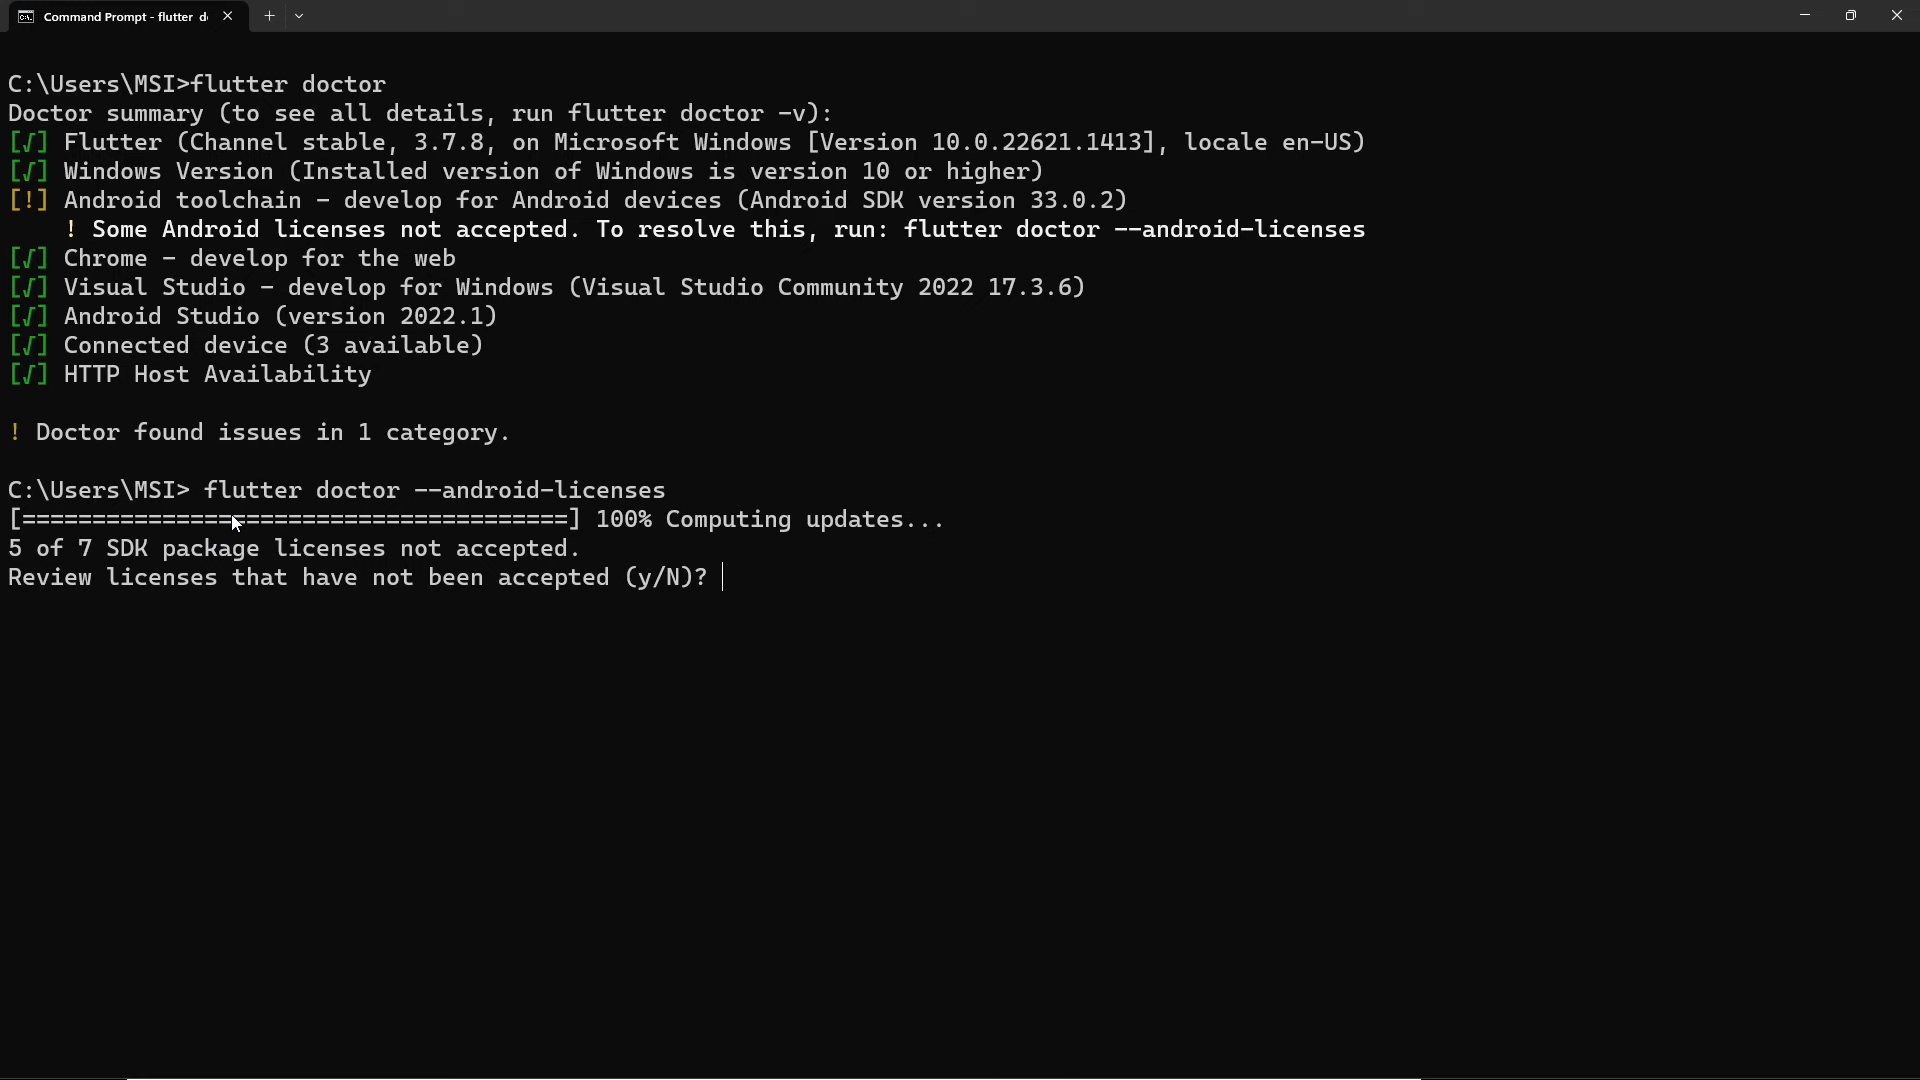 Command Prompt - flutter d
C:\Users\MSI>flutter doctor
Doctor summary (to see all details, run flutter doctor -v):
[√] Flutter (Channel stable, 3.7.8, on Microsoft Windows [Version 10.0.22621.1413], locale en-US)
[√] Windows Version (Installed version of Windows is version 10 or higher)
[!] Android toolchain - develop for Android devices (Android SDK version 33.0.2)
! Some Android licenses not accepted. To resolve this, run: flutter doctor --android-licenses
[√] Chrome - develop for the web
[√] Visual Studio - develop for Windows (Visual Studio Community 2022 17.3.6)
[√] Android Studio (version 2022.1)
[√] Connected device (3 available)
[√] HTTP Host Availability
! Doctor found issues in 1 category.
C:\Users\MSI> flutter doctor --android-licenses
[=======================================] 100% Computing updates...
5 of 7 SDK package licenses not accepted.
Review licenses that have not been accepted (y/N)?